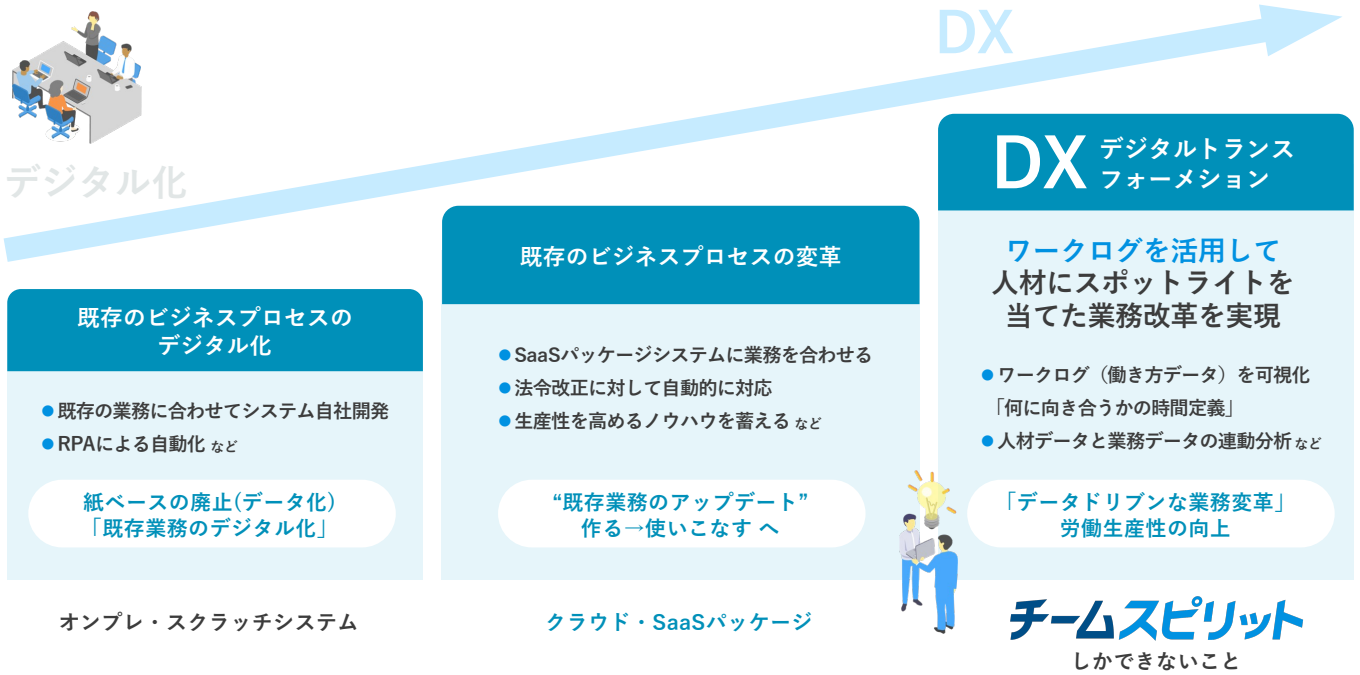 デジタル化
DX
既存のビジネスプロセスの
デジタル化
●既存の業務に合わせてシステム自社開発
●RPAによる自動化 など
紙ベースの廃止(データ化)
「既存業務のデジタル化」
オンプレ・スクラッチシステム
既存のビジネスプロセスの変革
●SaaSパッケージシステムに業務を合わせる
●法令改正に対して自動的に対応
●生産性を高めるノウハウを蓄える など
“既存業務のアップデート”
作る→使いこなす へ
クラウド・SaaSパッケージ
DX デジタルトランス
フォーメション
ワークログを活用して
人材にスポットライトを
当てた業務改革を実現
●ワークログ（働き方データ）を可視化
「何に向き合うかの時間定義」
●人材データと業務データの連動分析 など
「データドリブンな業務変革」
労働生産性の向上
チームスピリット
しかできないこと